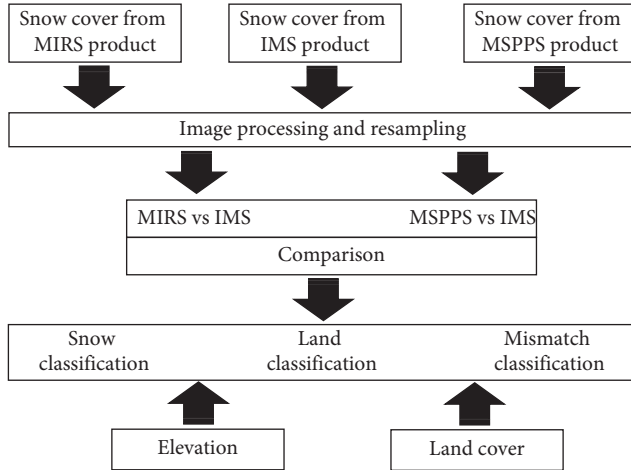 Snow cover from
MIRS product
Snow cover from
IMS product
Snow cover from
MSPPS product
Image processing and resampling
MIRS vs IMS
MSPPS vs IMS
Comparison
Snow
classification
Land
classification
Mismatch
classification
Elevation
Land cover